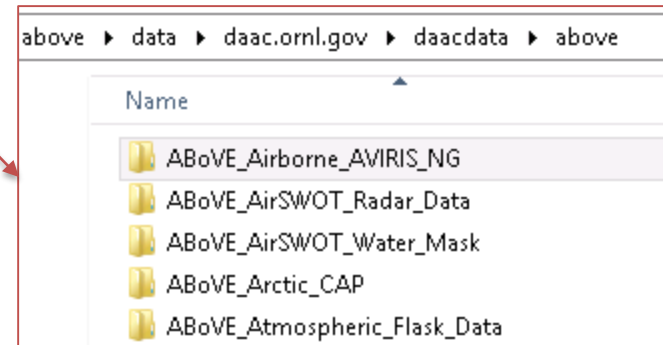 above ▸ data ▸ daac.ornl.gov ▸ daacdata ▸ above
Name
ABoVE_Airborne_AVIRIS_NG
ABoVE_AirSWOT_Radar_Data
ABoVE_AirSWOT_Water_Mask
ABoVE_Arctic_CAP
ABoVE_Atmospheric_Flask_Data